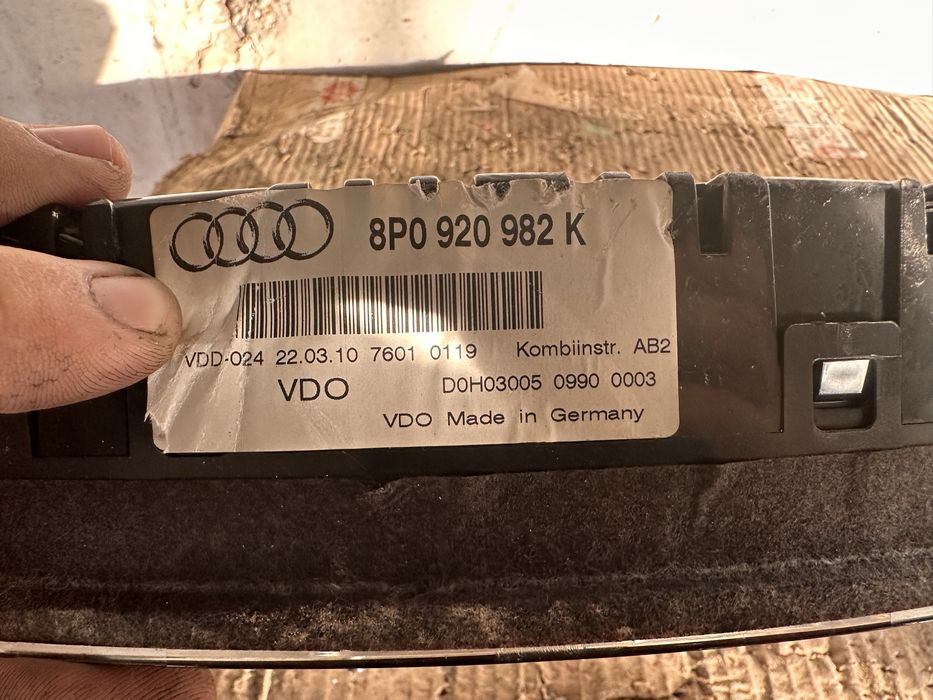 8P0 920 982 K
VDD-024 22.03.10 7601 0119 Kombiinstr. AB2
VDO D0H03005 0990 0003
VDO Made in Germany